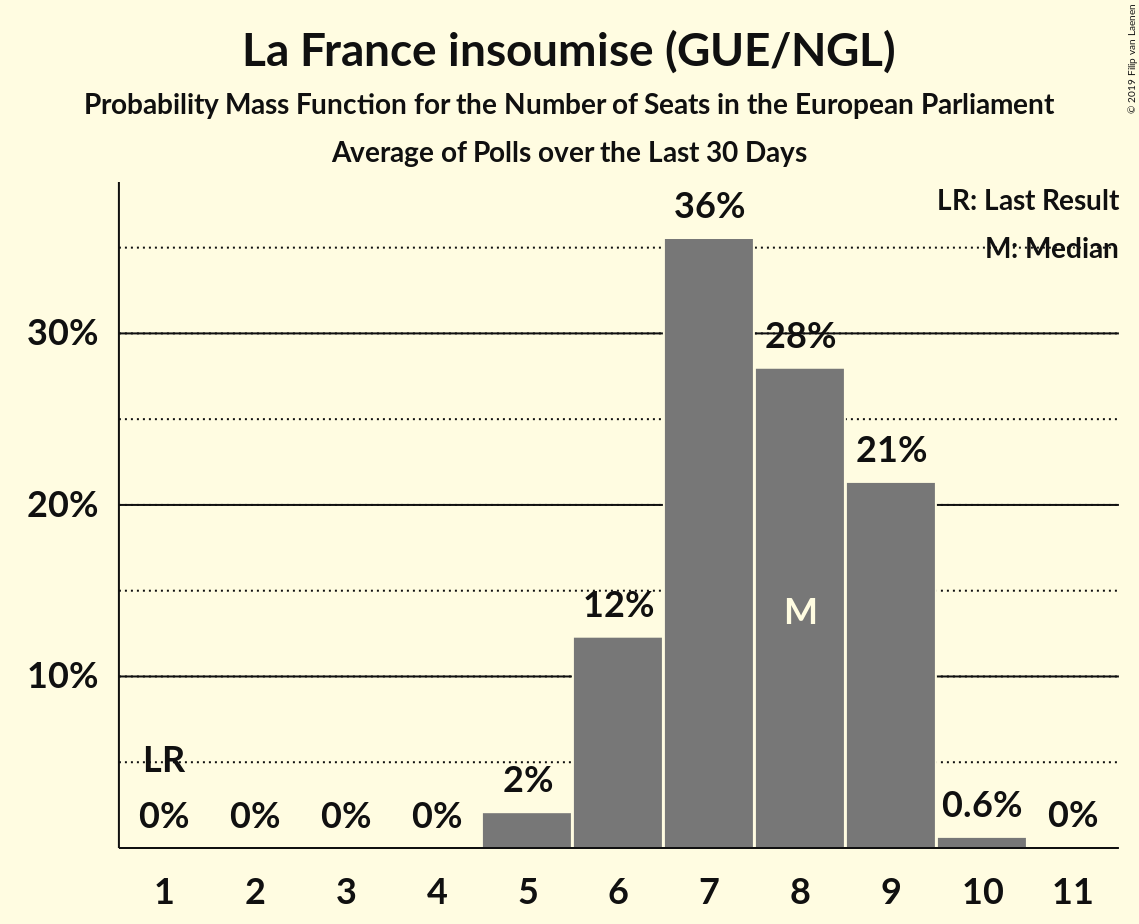 La France insoumise (GUE/NGL)
Probability Mass Function for the Number of Seats in the European Parliament
Average of Polls over the Last 30 Days
© 2019 Filip van Laenen
LR: Last Result
M: Median
36%
30%
28%
21%
20%
12%
M
10%
LR
2%
0% 0% 0% 0% 0.6% 0%
1 2 3 4 5 6 7 8 9 10 11